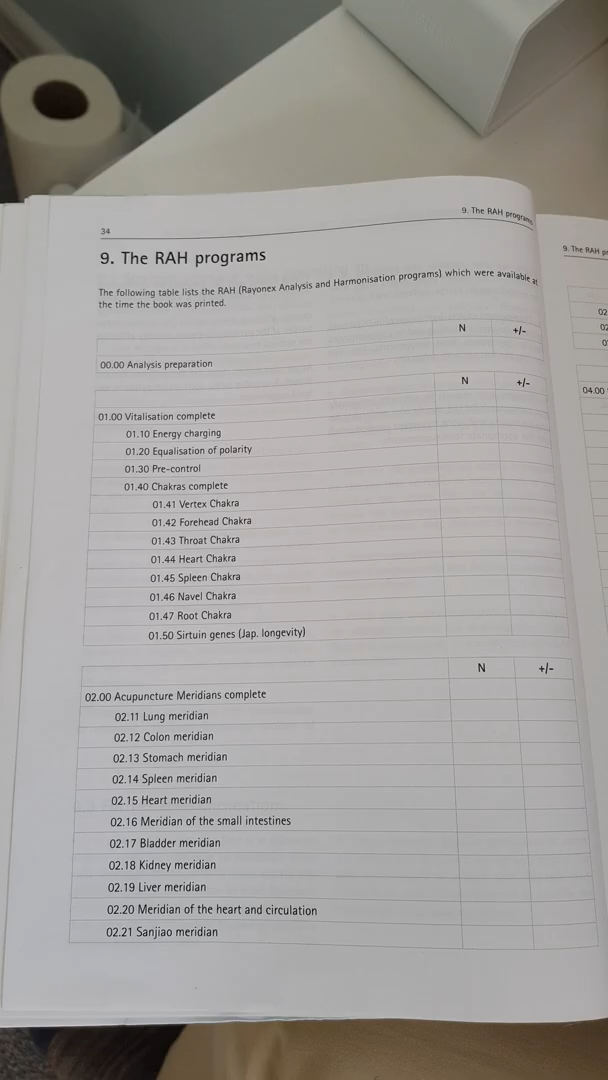 34
9. The RAH programs
9. The RAH programs
The following table lists the RAH (Rayonex Analysis and Harmonisation programs) which were available at
the time the book was printed.
N +/-
00.00 Analysis preparation
N +/-
01.00 Vitalisation complete
01.10 Energy charging
01.20 Equalisation of polarity
01.30 Pre-control
01.40 Chakras complete
01.41 Vertex Chakra
01.42 Forehead Chakra
01.43 Throat Chakra
01.44 Heart Chakra
01.45 Spleen Chakra
01.46 Navel Chakra
01.47 Root Chakra
01.50 Sirtuin genes (Jap. longevity)
N +/-
02.00 Acupuncture Meridians complete
02.11 Lung meridian
02.12 Colon meridian
02.13 Stomach meridian
02.14 Spleen meridian
02.15 Heart meridian
02.16 Meridian of the small intestines
02.17 Bladder meridian
02.18 Kidney meridian
02.19 Liver meridian
02.20 Meridian of the heart and circulation
02.21 Sanjiao meridian
9. The RAH
02
02
04.00